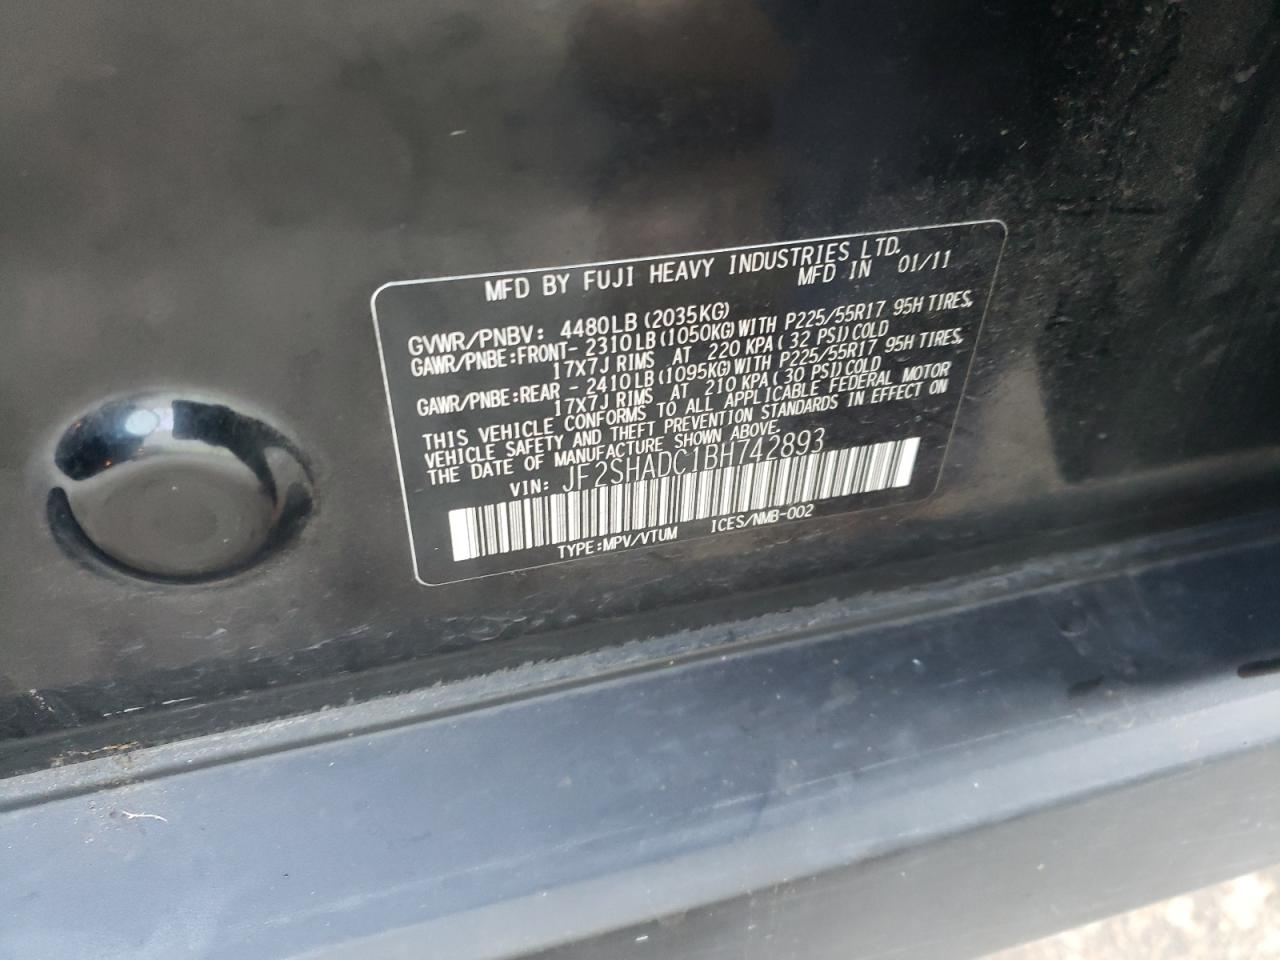 MFD BY FUJI HEAVY INDUSTRIES LTD.
MFD IN 01/11
GVWR/PNBV: 4480LB (2035KG)
GAWR/PNBE:FRONT- 2310LB (1050KG) WITH P225/55R17 95H TIRES,
17X7J RIMS AT 220 KPA ( 32 PSI) COLD
GAWR/PNBE:REAR - 2410LB (1095KG) WITH P225/55R17 95H TIRES,
17X7J RIMS AT 210 KPA ( 30 PSI) COLD
THIS VEHICLE CONFORMS TO ALL APPLICABLE FEDERAL MOTOR
VEHICLE SAFETY AND THEFT PREVENTION STANDARDS IN EFFECT ON
THE DATE OF MANUFACTURE SHOWN ABOVE.
VIN: JF2SHADC1BH742893
TYPE:MPV/VTUM ICES/NMB-002